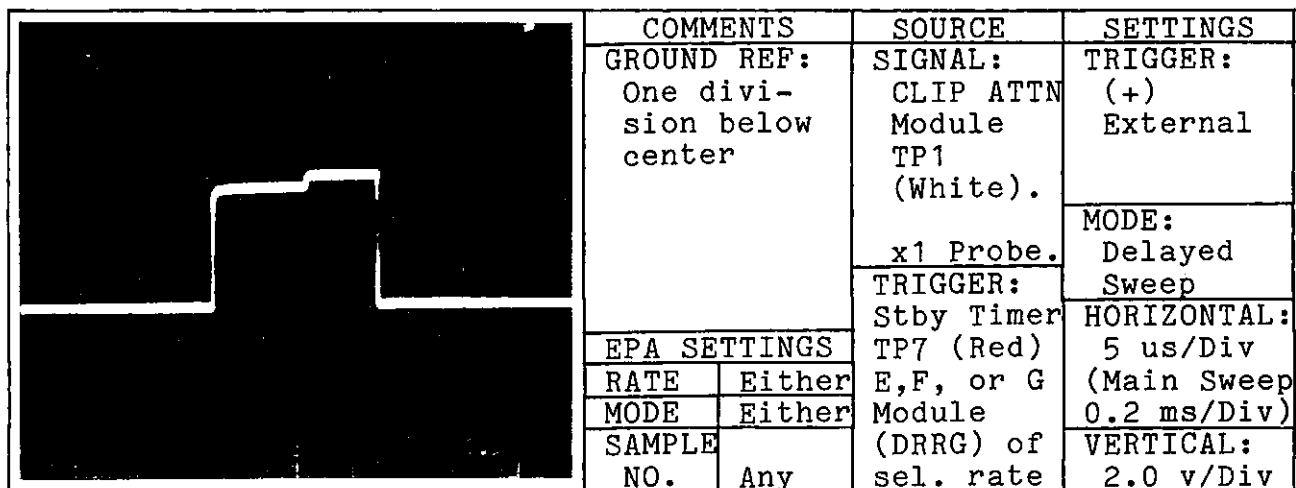 COMMENTS
GROUND REF:
One divi-
sion below
center
EPA SETTINGS
RATE Either
MODE Either
SAMPLE
NO. Any
SOURCE
SIGNAL:
CLIP ATTN
Module
TP1
(White).
x1 Probe.
TRIGGER:
Stby Timer
TP7 (Red)
E,F, or G
Module
(DRRG) of
sel. rate
SETTINGS
TRIGGER:
(+)
External
MODE:
Delayed
Sweep
HORIZONTAL:
5 us/Div
(Main Sweep
0.2 ms/Div)
VERTICAL:
2.0 v/Div